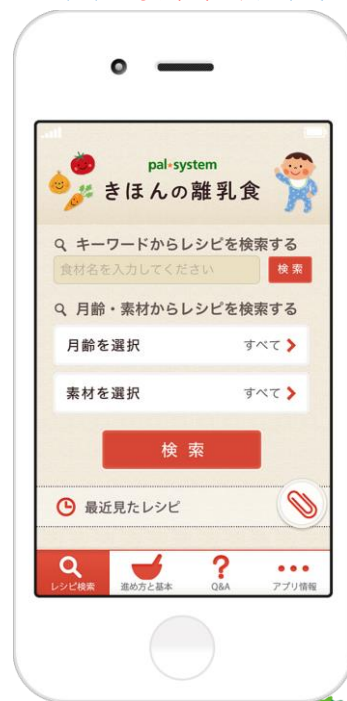 pal•system
きほんの離乳食
キーワードからレシピを検索する
食材名を入力してください
検索
月齢・素材からレシピを検索する
月齢を選択 すべて
素材を選択 すべて
検索
最近見たレシピ
レシピ検索 進め方と基本 Q&A アプリ情報